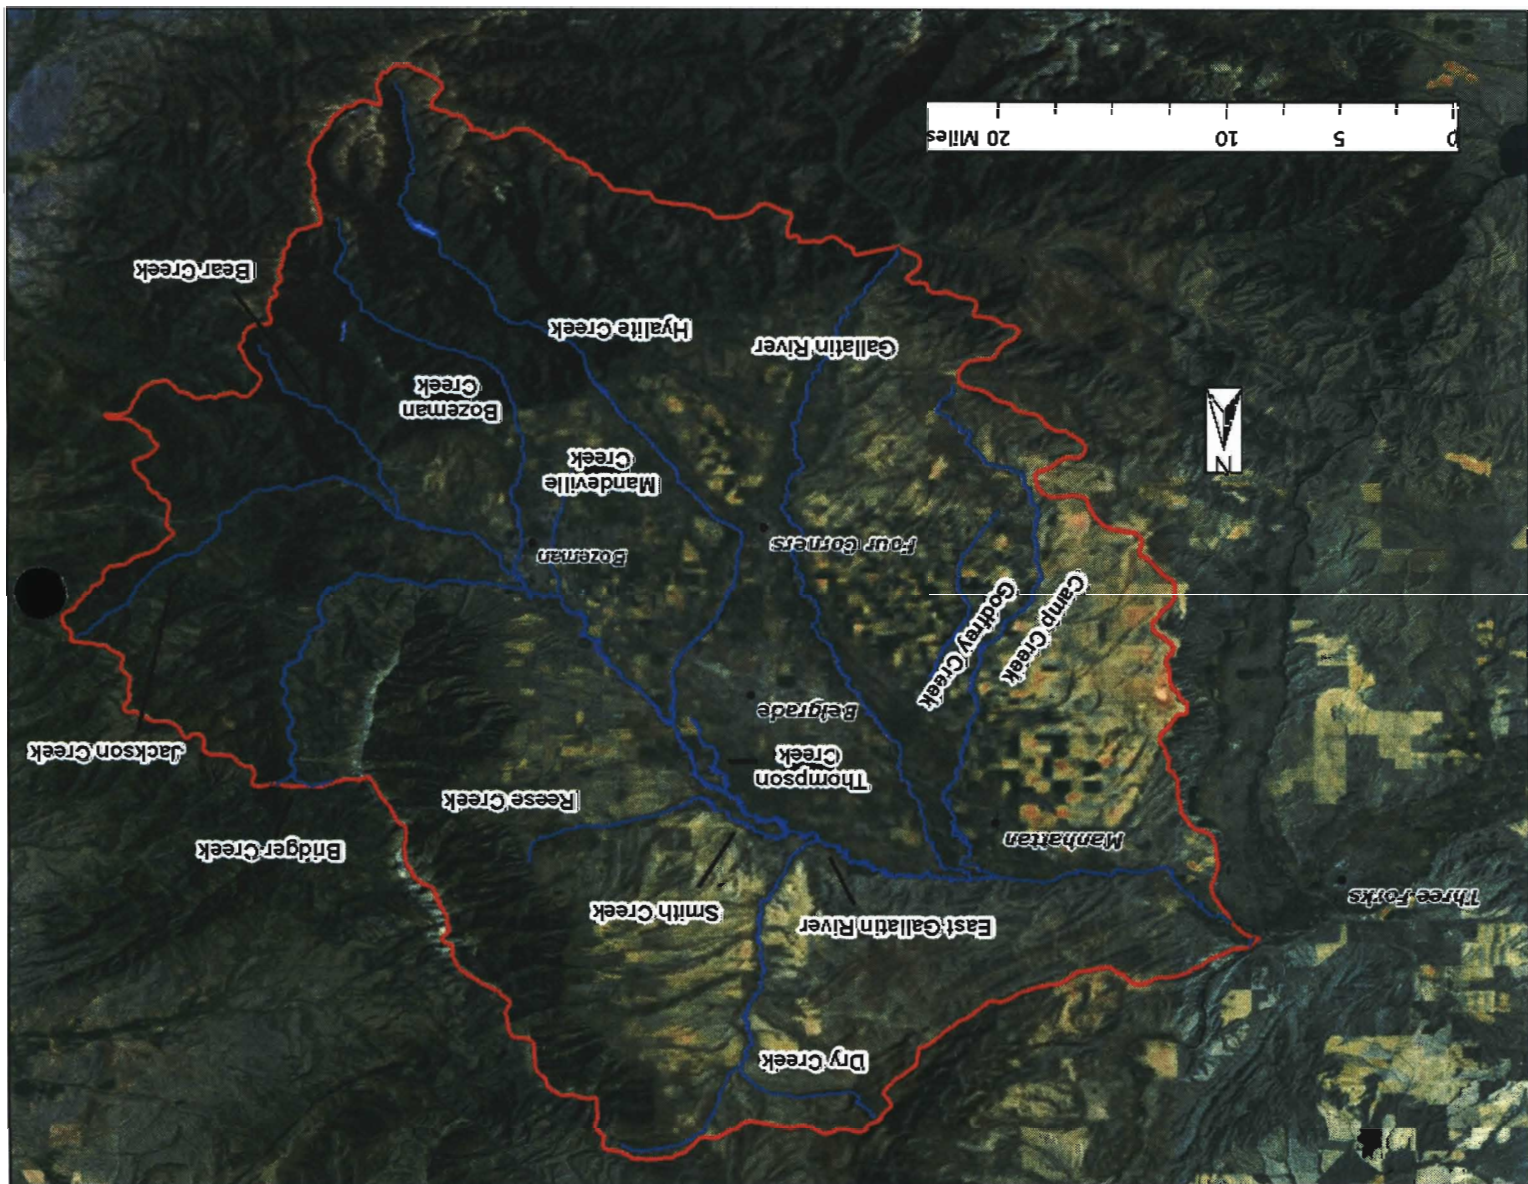 Dry Creek
East Gallatin River
Smith Creek
Three Forks
Bridger Creek
Manhattan
Reese Creek
Thompson
Creek
Jackson Creek
Belgrade
Camp Creek
Godfrey Creek
Four Corners
Bozeman
Mandeville
Creek
N
Bozeman
Creek
Gallatin River
Hyalite Creek
Bear Creek
0 5 10 20 Miles